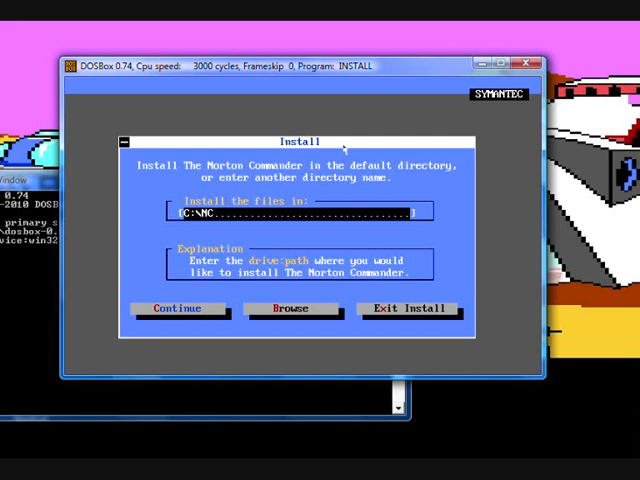 DOSBox 0.74, Cpu speed: 3000 cycles, Frameskip 0, Program: INSTALL
SYMANTEC
Install
Install The Norton Commander in the default directory,
or enter another directory name.
Install the files in:
[C:\NC......................................]
Explanation
Enter the drive:path where you would
like to install The Norton Commander.
Continue
Browse
Exit Install
Window
0.74
-2010 DOSB
primary s
\dosbox-0.
vice:win32